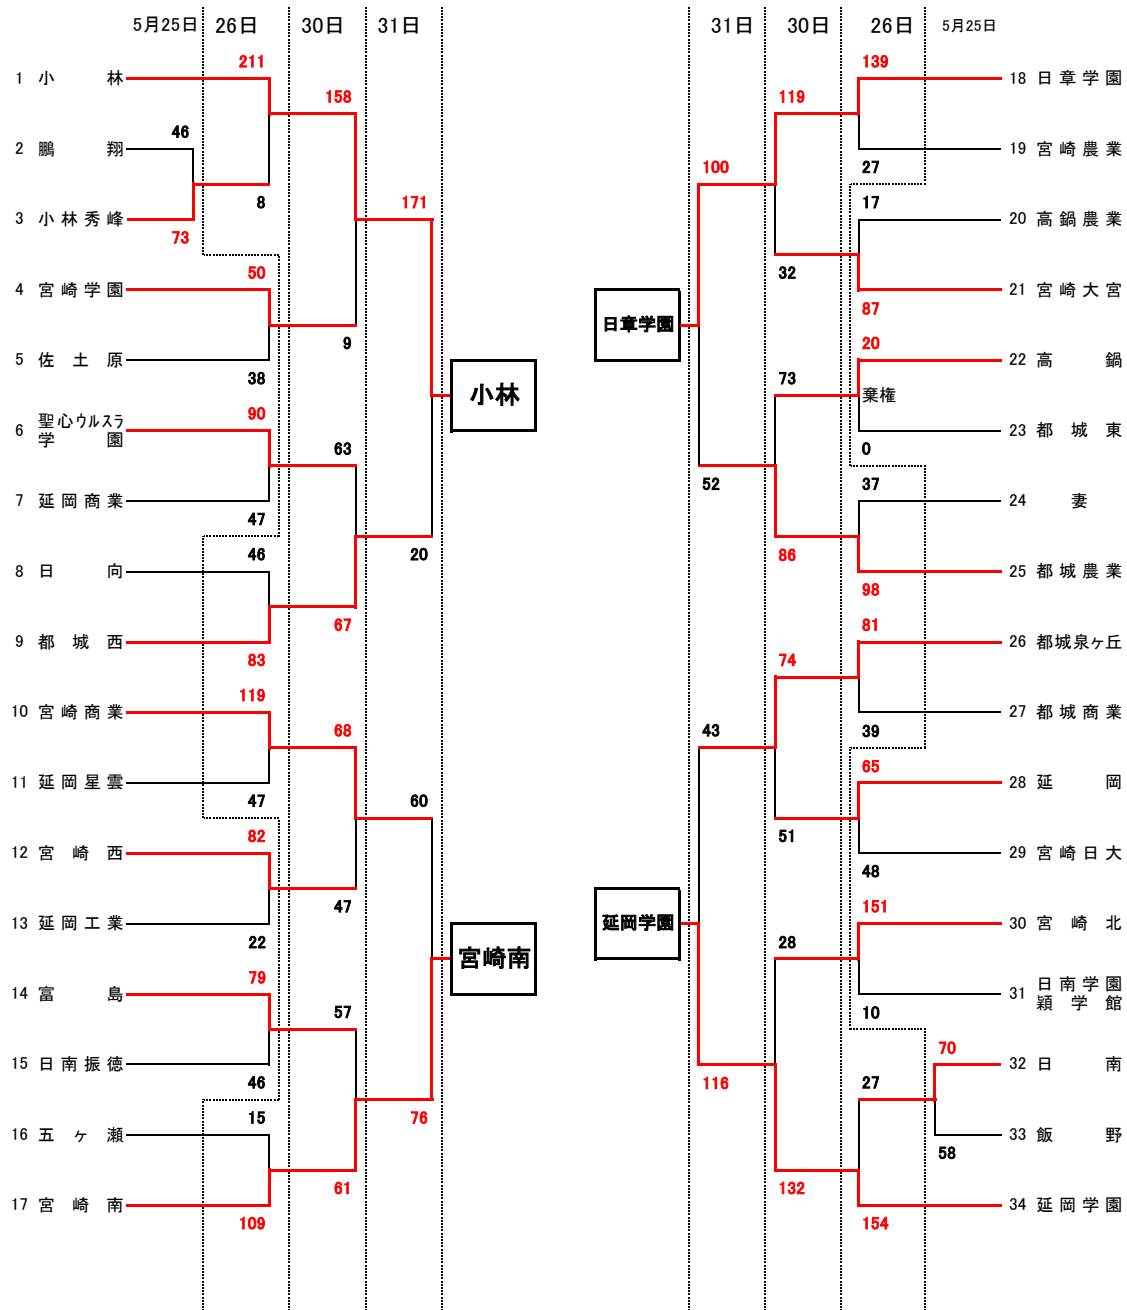 5月25日 26日 30日 31日
31日 30日 26日 5月25日
211
1 小 林
158
46
2 鵬 翔
8
171
3 小 林 秀 峰
73
50
4 宮 崎 学 園
9
5 佐 土 原
38
小林
90
6 聖心ウルスラ
学 園
63
7 延 岡 商 業
47
46
20
8 日 向
67
9 都 城 西
83
119
10 宮 崎 商 業
68
11 延 岡 星 雲
47
60
82
12 宮 崎 西
47
13 延 岡 工 業
22
宮崎南
79
14 富 島
57
15 日 南 振 徳
46
15
76
16 五 ヶ 瀬
61
17 宮 崎 南
109
139
18 日 章 学 園
119
19 宮 崎 農 業
27
100
17
20 高 鍋 農 業
32
21 宮 崎 大 宮
87
日章学園
20
22 高 鍋
73
棄権
23 都 城 東
0
52
37
24 妻
86
25 都 城 農 業
98
81
26 都城泉ヶ丘
74
27 都 城 商 業
39
43
65
28 延 岡
51
29 宮 崎 日 大
48
延岡学園
151
30 宮 崎 北
28
31 日 南 学 園
穎 学 館
10
70
32 日 南
116
27
33 飯 野
58
132
34 延 岡 学 園
154